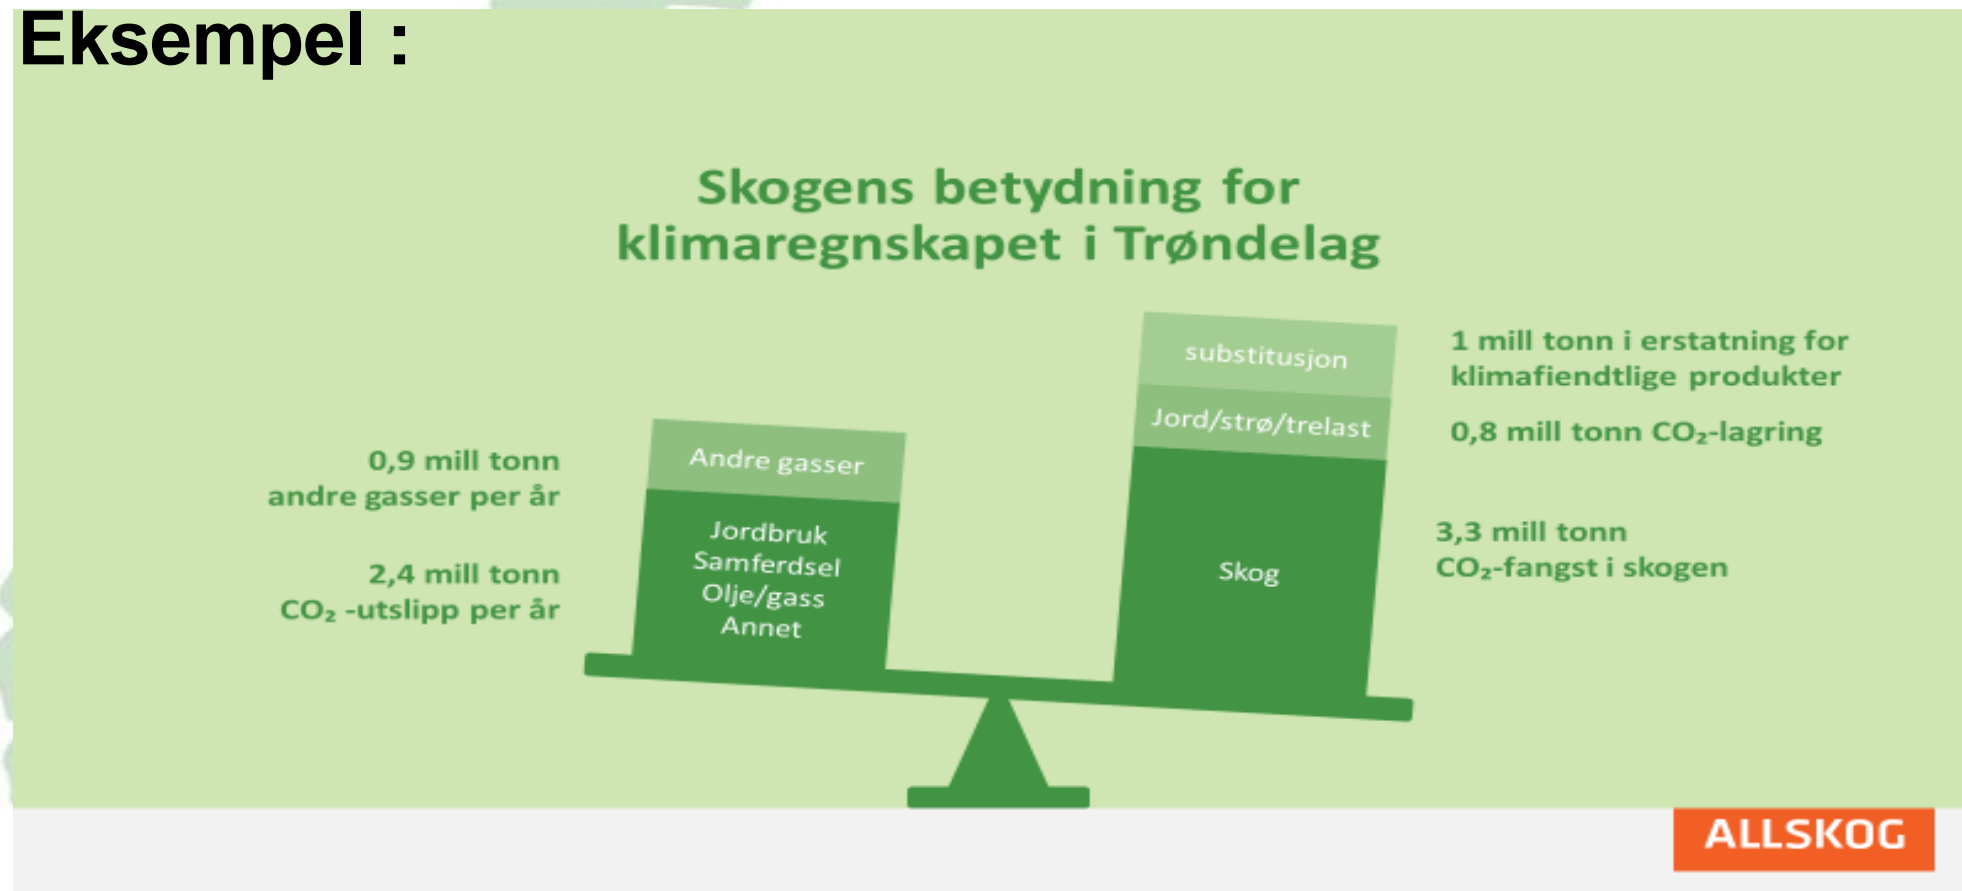 Eksempel :
Skogens betydning for
klimaregnskapet i Trøndelag
0,9 mill tonn
andre gasser per år
2,4 mill tonn
CO₂ -utslipp per år
Andre gasser
Jordbruk
Samferdsel
Olje/gass
Annet
substitusjon
Jord/strø/trelast
Skog
1 mill tonn i erstatning for
klimafiendtlige produkter
0,8 mill tonn CO₂-lagring
3,3 mill tonn
CO₂-fangst i skogen
ALLSKOG